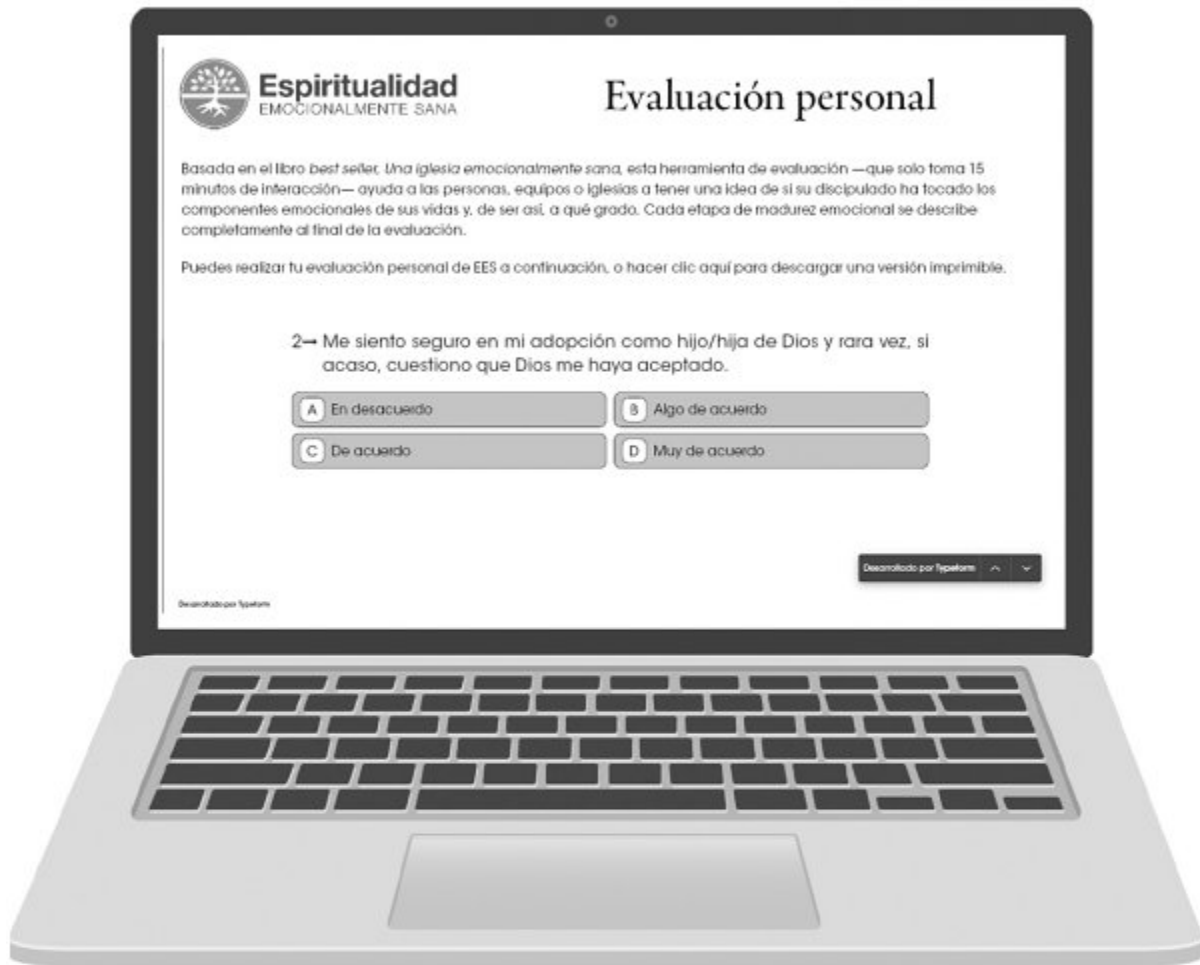 Espiritualidad
EMOCIONALMENTE SANA
Evaluación personal
Basada en el libro best seller, Una iglesia emocionalmente sana, esta herramienta de evaluación —que solo toma 15
minutos de interacción— ayuda a las personas, equipos o iglesias a tener una idea de si su discipulado ha tocado los
componentes emocionales de sus vidas y, de ser así, a qué grado. Cada etapa de madurez emocional se describe
completamente al final de la evaluación.
Puedes realizar tu evaluación personal de EES a continuación, o hacer clic aquí para descargar una versión imprimible.
2→ Me siento seguro en mi adopción como hijo/hija de Dios y rara vez, si
acaso, cuestiono que Dios me haya aceptado.
A En desacuerdo
B Algo de acuerdo
C De acuerdo
D Muy de acuerdo
Desarrollado por Typeform
Desarrollado por Typeform